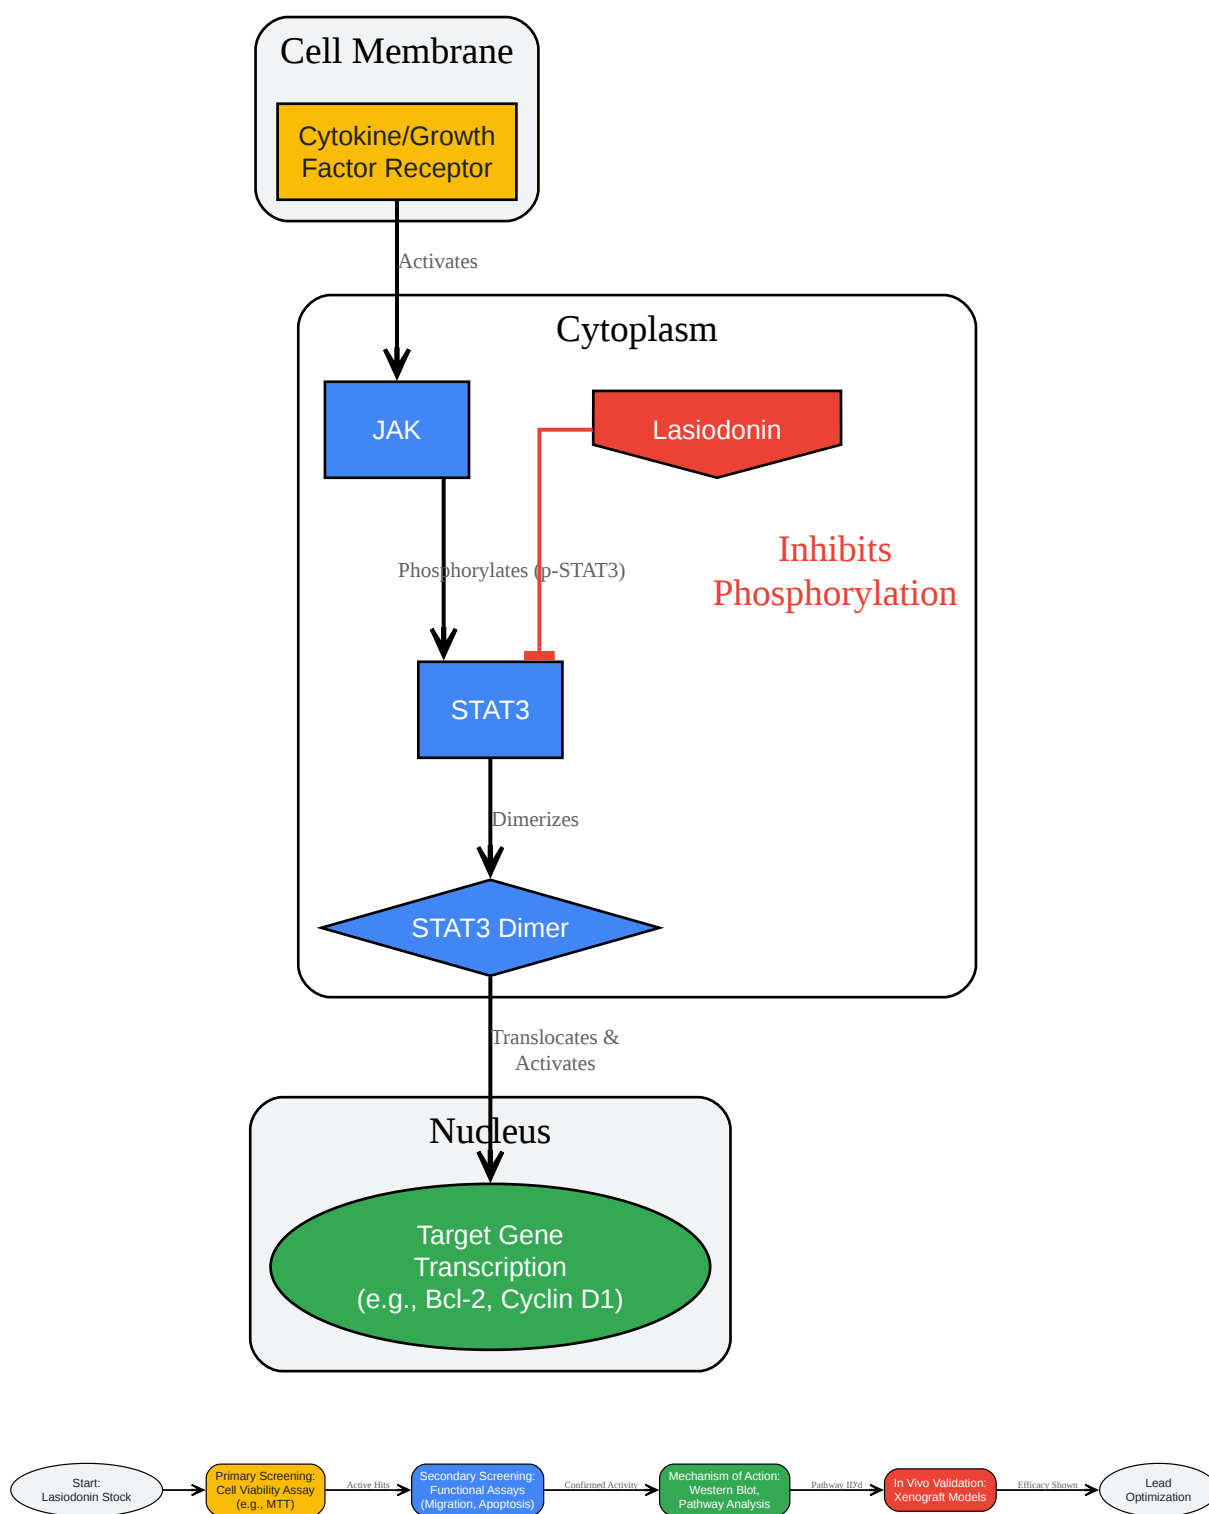 Cell Membrane
Cytokine/Growth
Factor Receptor
Activates
Cytoplasm
JAK
Lasiodonin
Inhibits
Phosphorylation
Phosphorylates (p-STAT3)
STAT3
Dimerizes
STAT3 Dimer
Translocates &
Activates
Nucleus
Target Gene
Transcription
(e.g., Bcl-2, Cyclin D1)
Start:
Lasiodonin Stock
Primary Screening:
Cell Viability Assay
(e.g., MTT)
Active Hits
Secondary Screening:
Functional Assays
(Migration, Apoptosis)
Confirmed Activity
Mechanism of Action:
Western Blot,
Pathway Analysis
Pathway ID'd
In Vivo Validation:
Xenograft Models
Efficacy Shown
Lead
Optimization